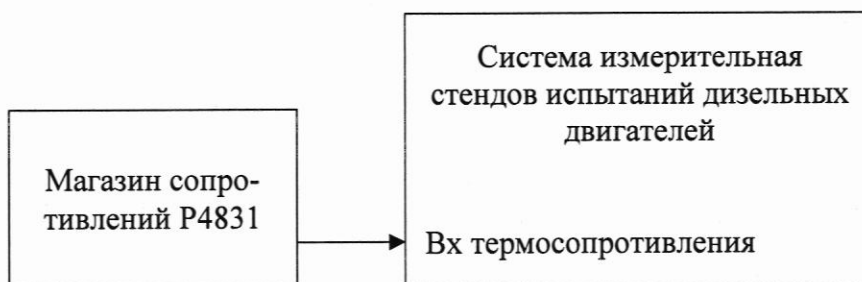 Система измерительная
стендов испытаний дизельных
двигателей
Магазин сопро-
тивлений Р4831
Вх термосопротивления